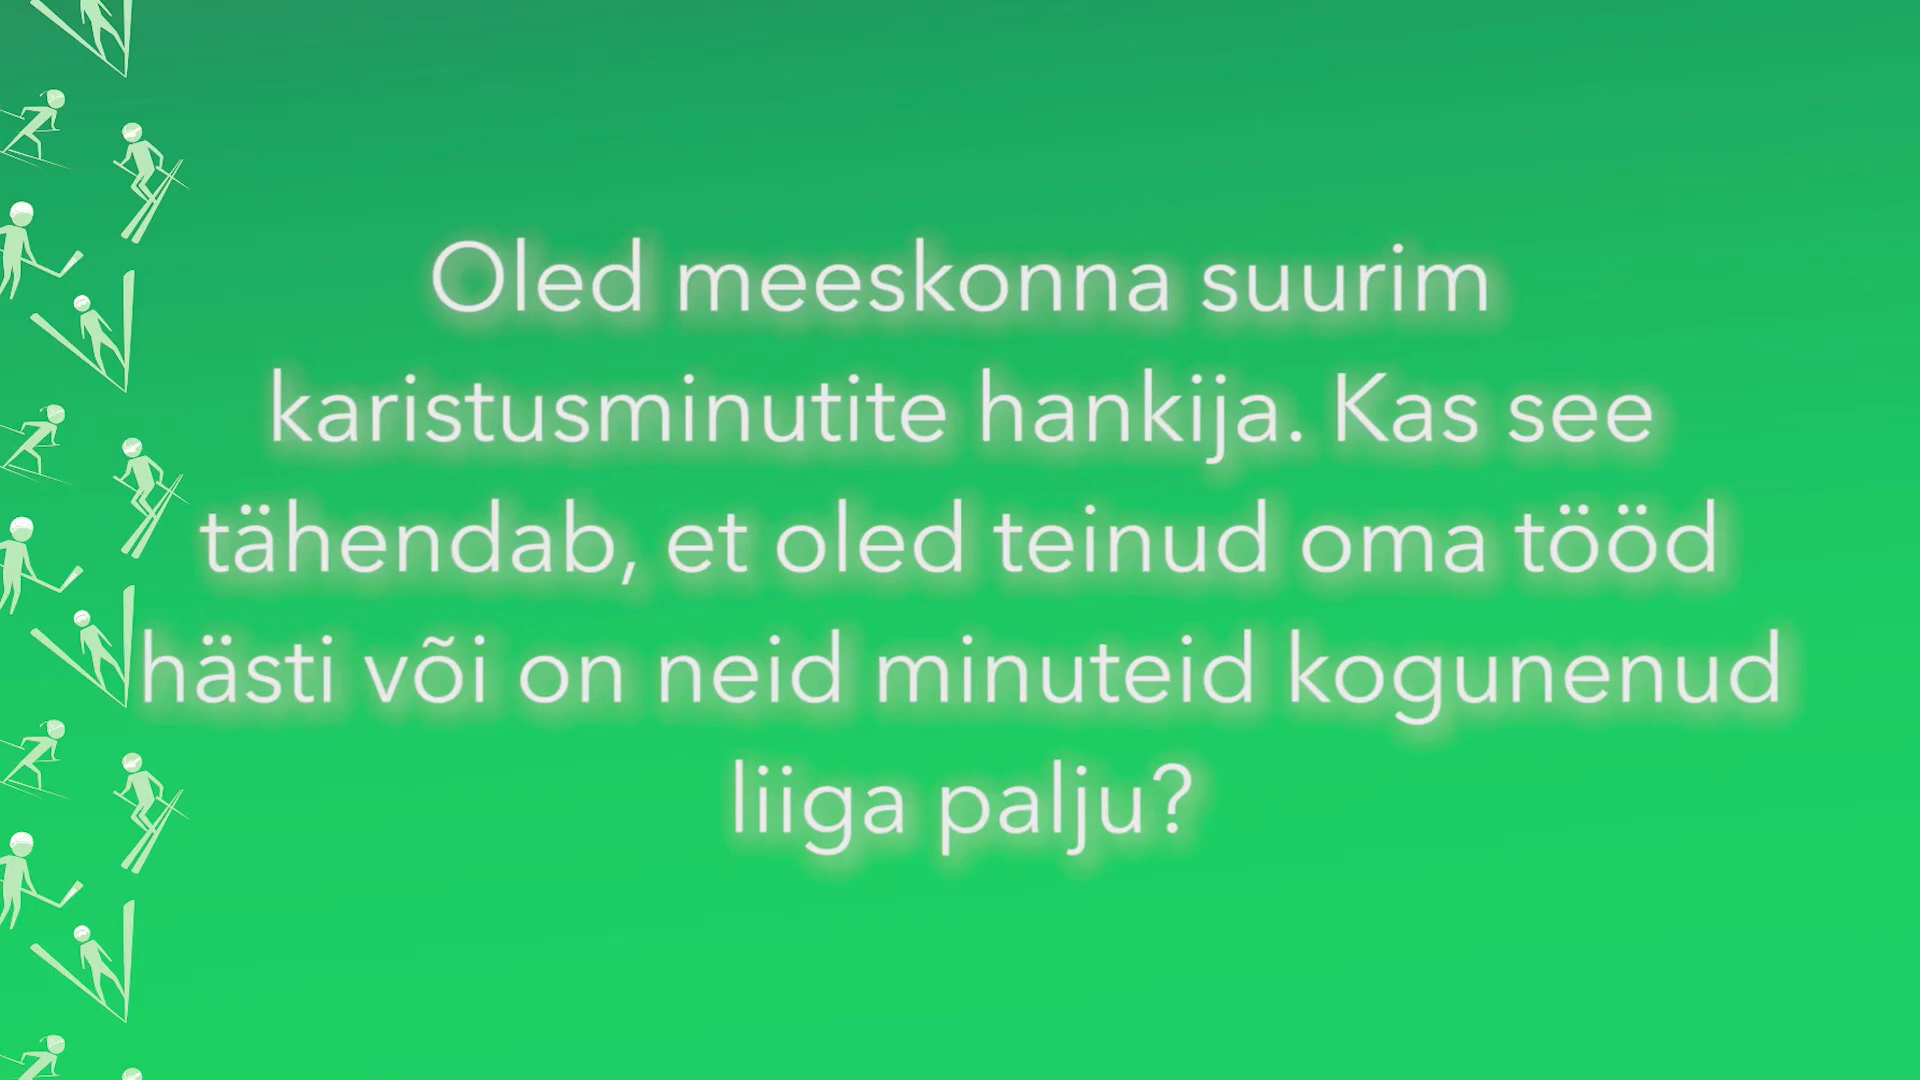 Oled meeskonna suurim
karistusminutite hankija. Kas see
tähendab, et oled teinud oma tööd
hästi või on neid minuteid kogunenud
liiga palju?